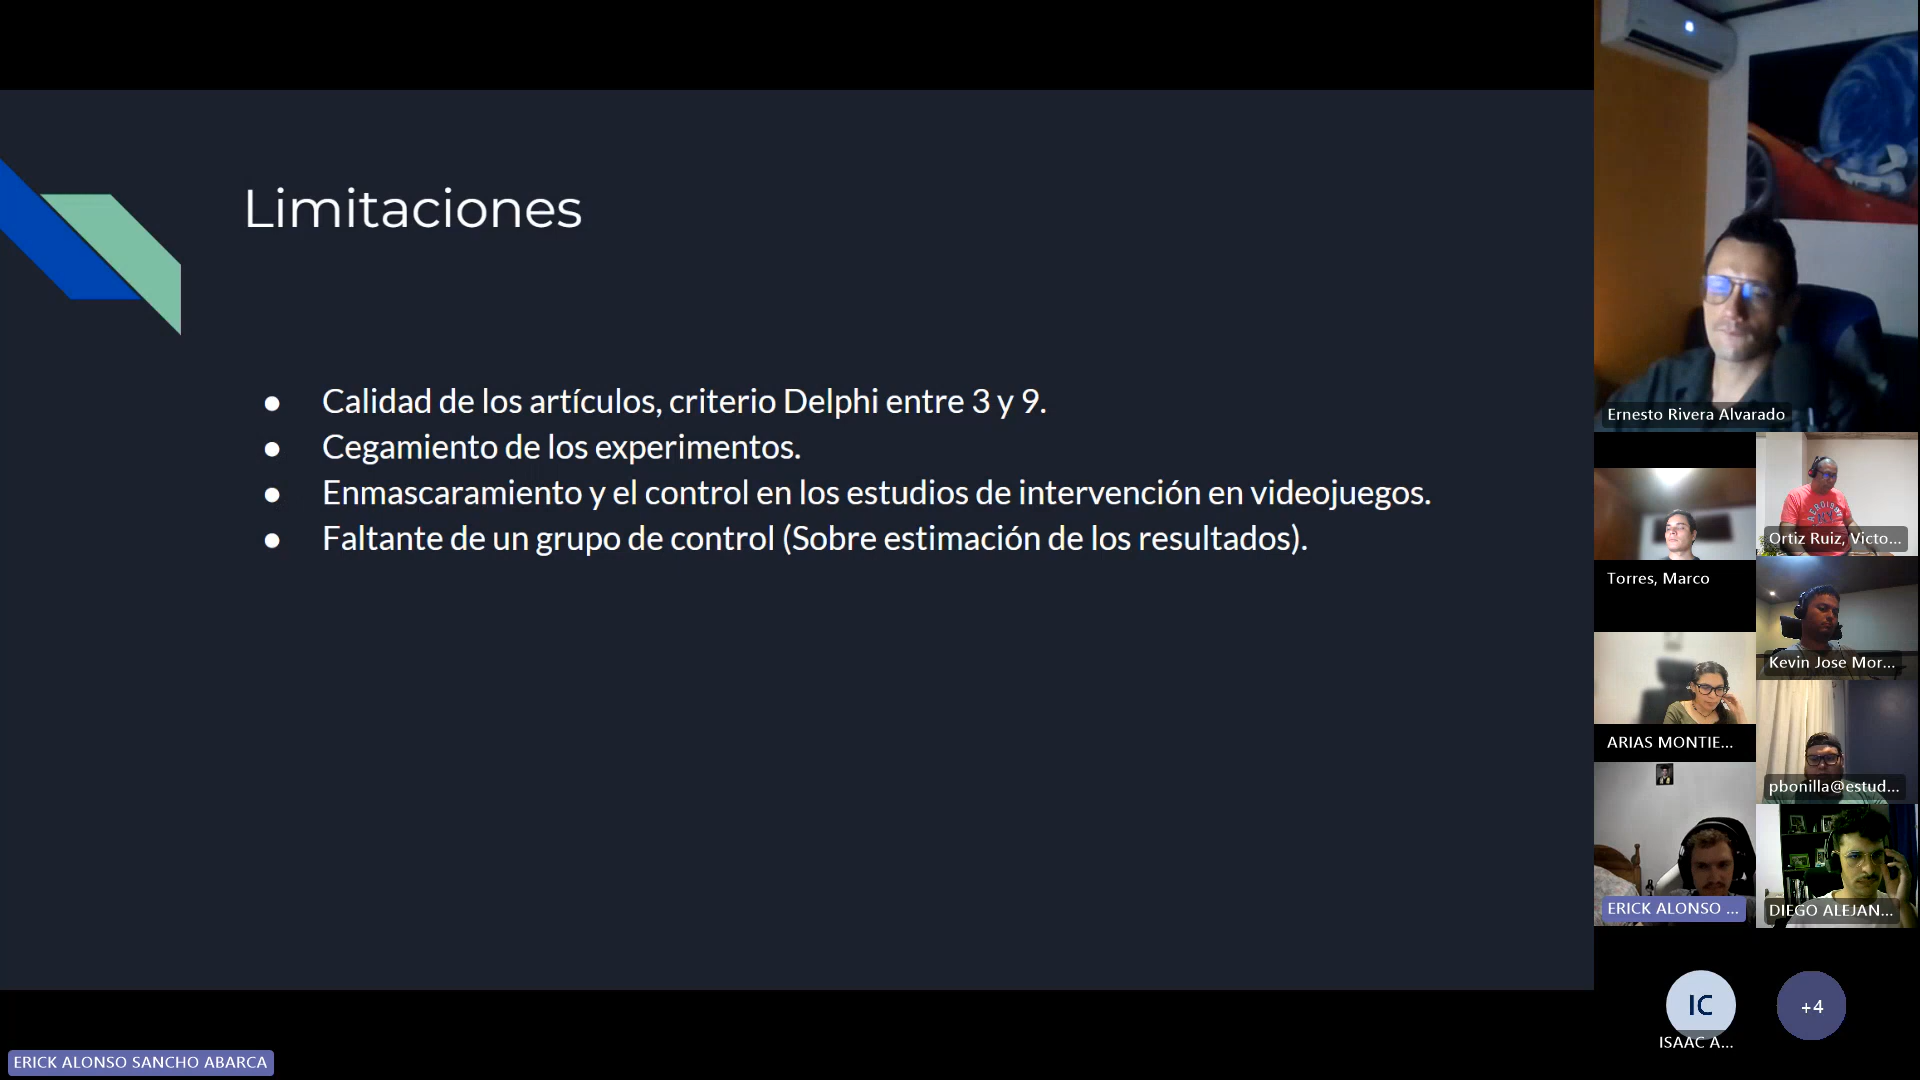 Limitaciones
● Calidad de los artículos, criterio Delphi entre 3 y 9.
● Cegamiento de los experimentos.
● Enmascaramiento y el control en los estudios de intervención en videojuegos.
● Faltante de un grupo de control (Sobre estimación de los resultados).
ERICK ALONSO SANCHO ABARCA
Ernesto Rivera Alvarado
Ortiz Ruiz, Victo...
Torres, Marco
Kevin Jose Mor...
ARIAS MONTIE...
pbonilla@estud...
ERICK ALONSO ...
DIEGO ALEJAN...
IC
+4
ISAAC A...